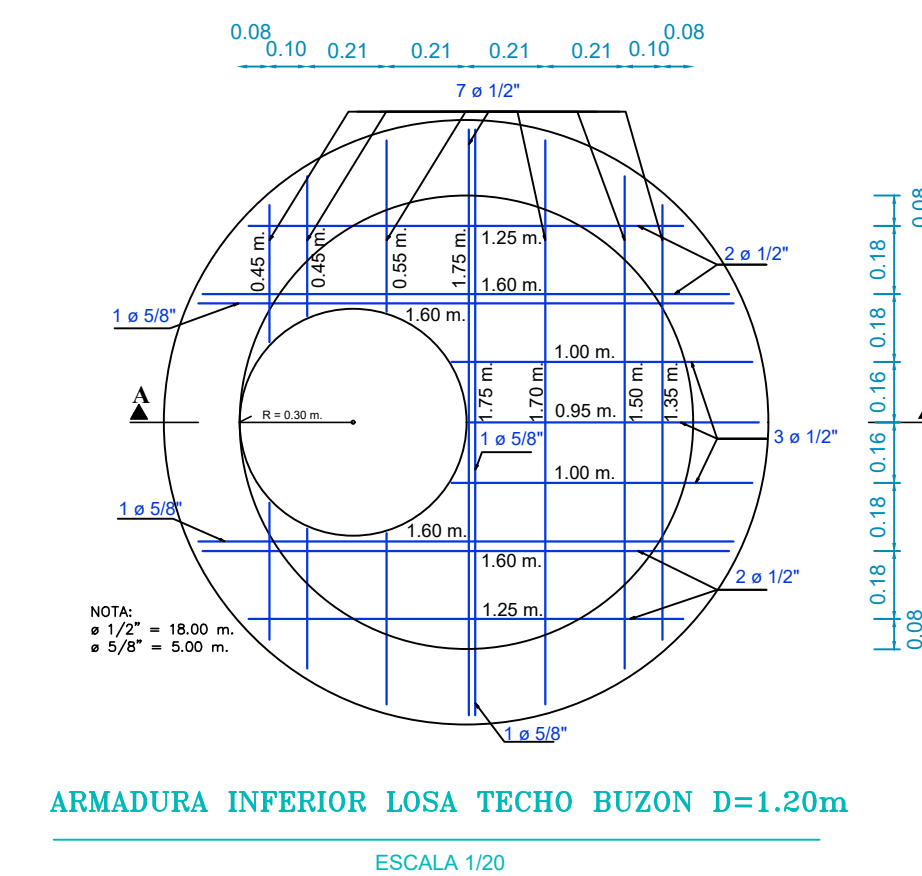 0.08 0.10 0.21 0.21 0.21 0.21 0.10 0.08
7 ø 1/2"
0.45 m.
0.45 m.
0.55 m.
1.75 m.
1.25 m.
2 ø 1/2"
1.60 m.
1 ø 5/8"
1.60 m.
1.00 m.
1.75 m.
1.70 m.
1.50 m.
1.35 m.
A
R = 0.30 m.
0.95 m.
3 ø 1/2"
1 ø 5/8"
1.00 m.
1 ø 5/8"
1.60 m.
1.60 m.
2 ø 1/2"
1.25 m.
1 ø 5/8"
0.08
0.18
0.18
0.16
0.16
0.18
0.18
0.08
NOTA:
ø 1/2" = 18.00 m.
ø 5/8" = 5.00 m.
ARMADURA INFERIOR LOSA TECHO BUZON D=1.20m
ESCALA 1/20